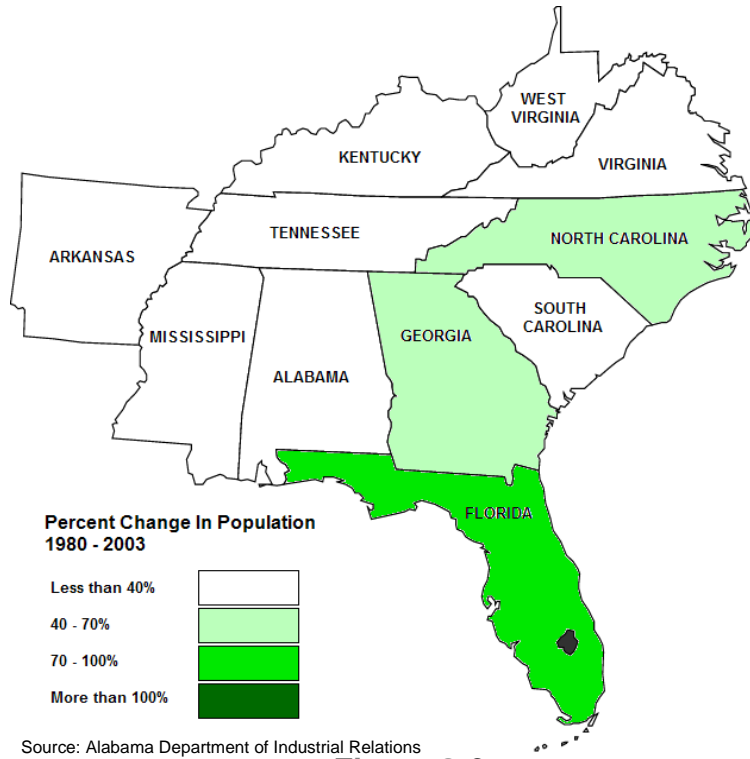 WEST
VIRGINIA
KENTUCKY
VIRGINIA
TENNESSEE
NORTH CAROLINA
ARKANSAS
SOUTH
CAROLINA
MISSISSIPPI
GEORGIA
ALABAMA
FLORIDA
Percent Change In Population
1980 - 2003
Less than 40%
40 - 70%
70 - 100%
More than 100%
Source: Alabama Department of Industrial Relations